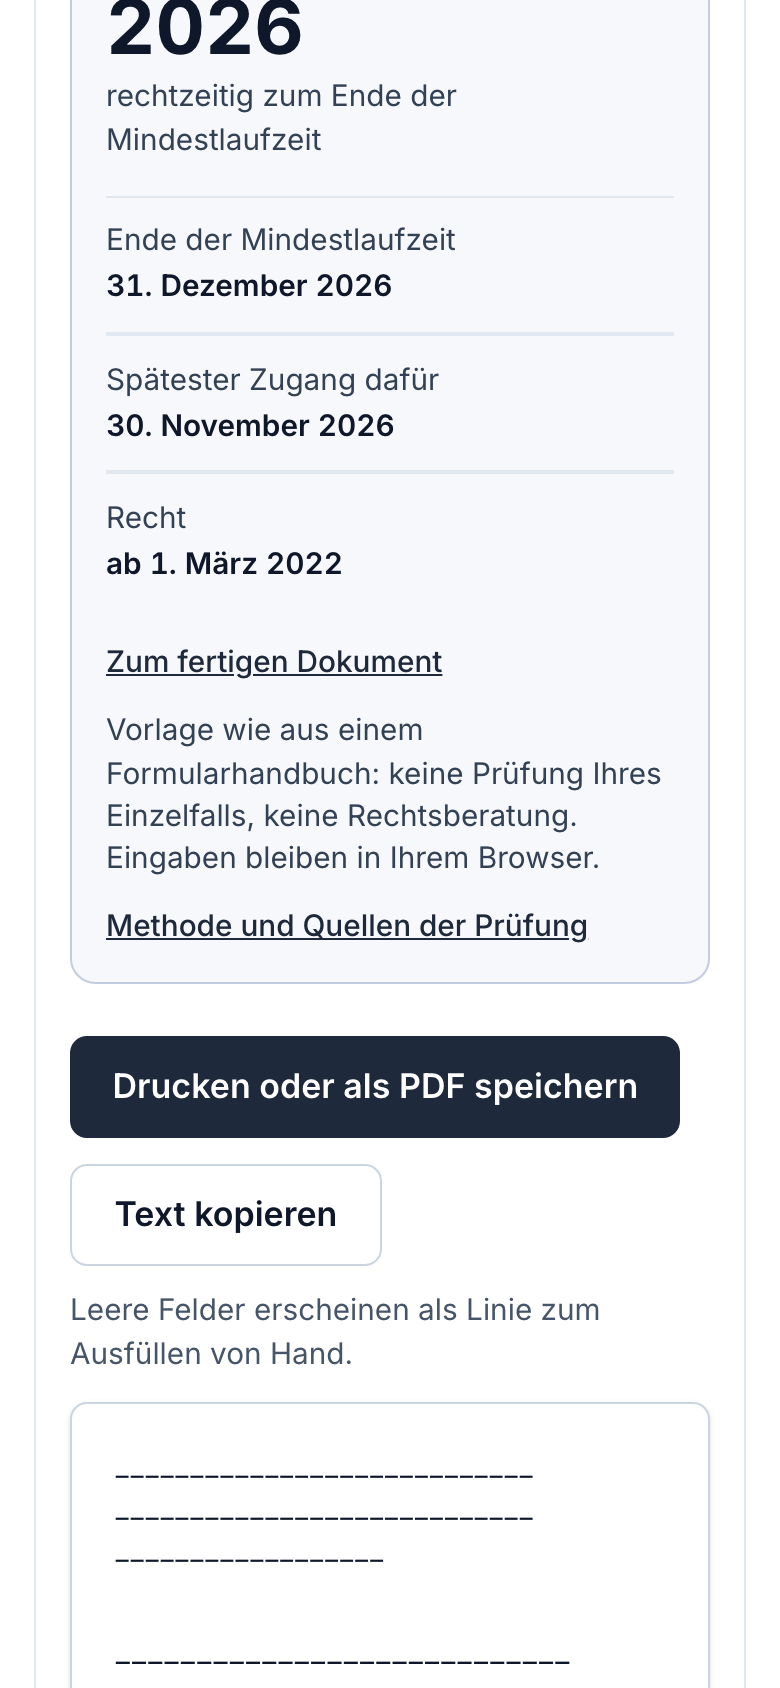 2026
rechtzeitig zum Ende der
Mindestlaufzeit
Ende der Mindestlaufzeit
31. Dezember 2026
Spätester Zugang dafür
30. November 2026
Recht
ab 1. März 2022
Zum fertigen Dokument
Vorlage wie aus einem
Formularhandbuch: keine Prüfung Ihres
Einzelfalls, keine Rechtsberatung.
Eingaben bleiben in Ihrem Browser.
Methode und Quellen der Prüfung
Drucken oder als PDF speichern
Text kopieren
Leere Felder erscheinen als Linie zum
Ausfüllen von Hand.
____________________________
____________________________
__________________
______________________________